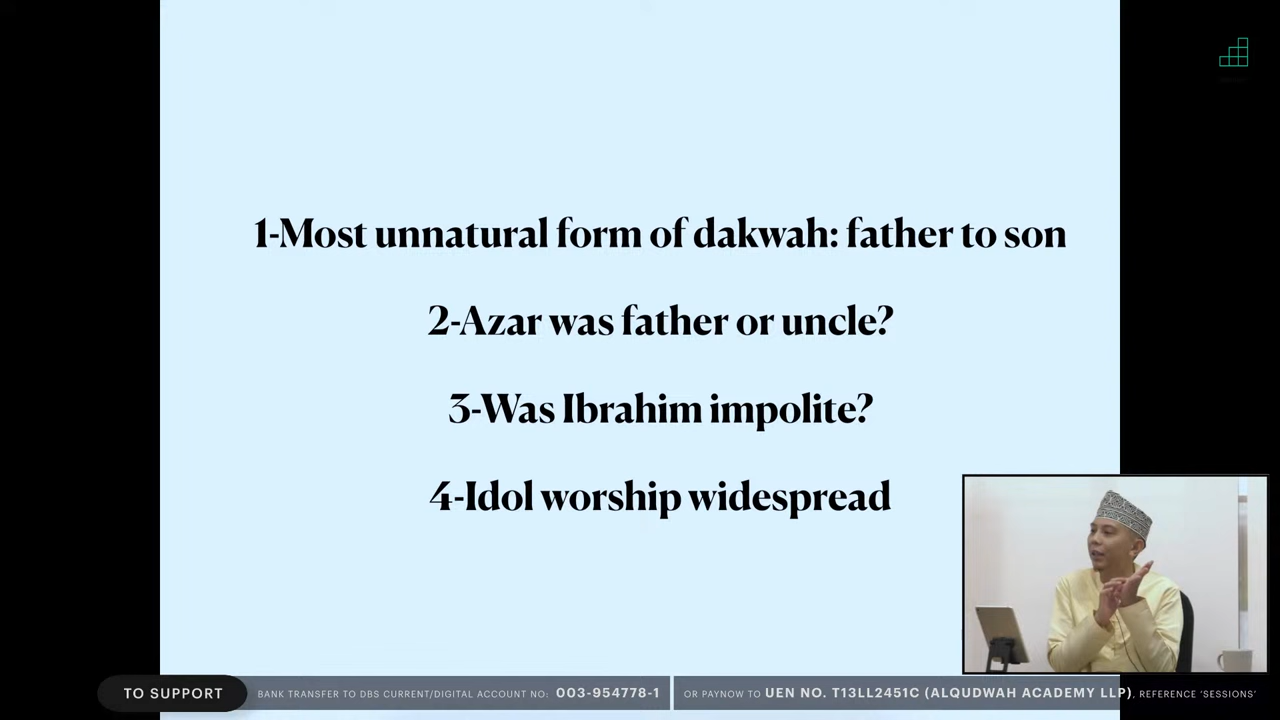 1-Most unnatural form of dakwah: father to son
2-Azar was father or uncle?
3-Was Ibrahim impolite?
4-Idol worship widespread
TO SUPPORT
BANK TRANSFER TO DBS CURRENT/DIGITAL ACCOUNT NO: 003-954778-1
OR PAYNOW TO UEN NO. T13LL2451C (ALQUDWAH ACADEMY LLP), REFERENCE 'SESSIONS'